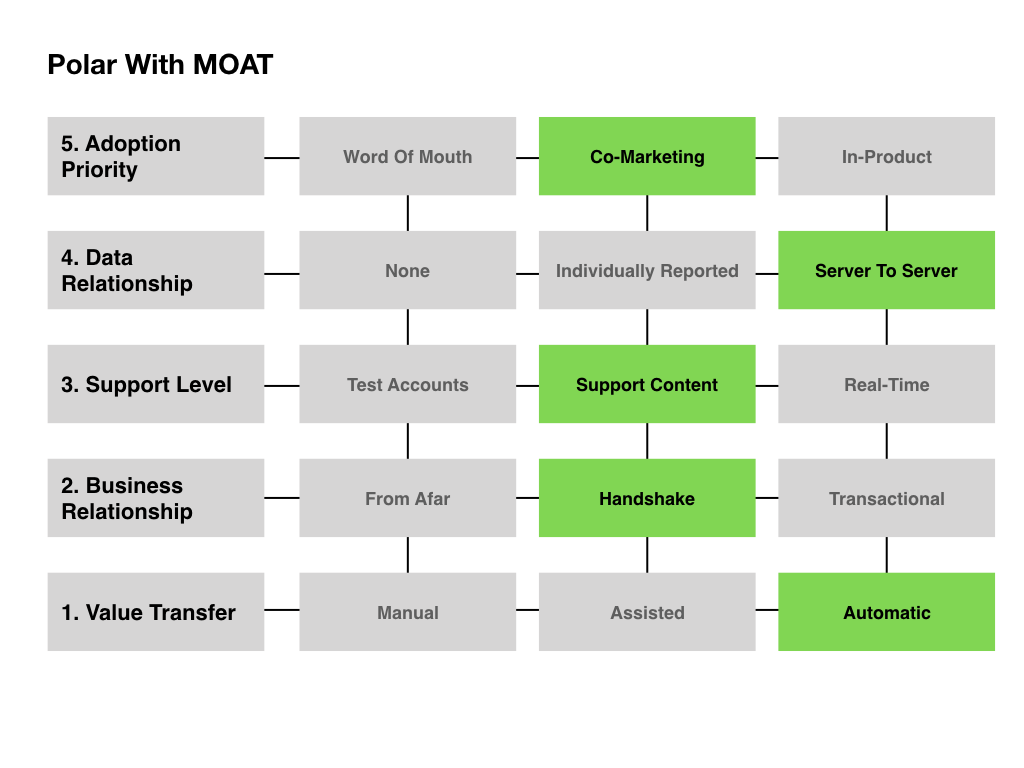 Polar With MOAT
5. Adoption
Priority
Word Of Mouth
Co-Marketing
In-Product
4. Data
Relationship
None
Individually Reported
Server To Server
3. Support Level
Test Accounts
Support Content
Real-Time
2. Business
Relationship
From Afar
Handshake
Transactional
1. Value Transfer
Manual
Assisted
Automatic